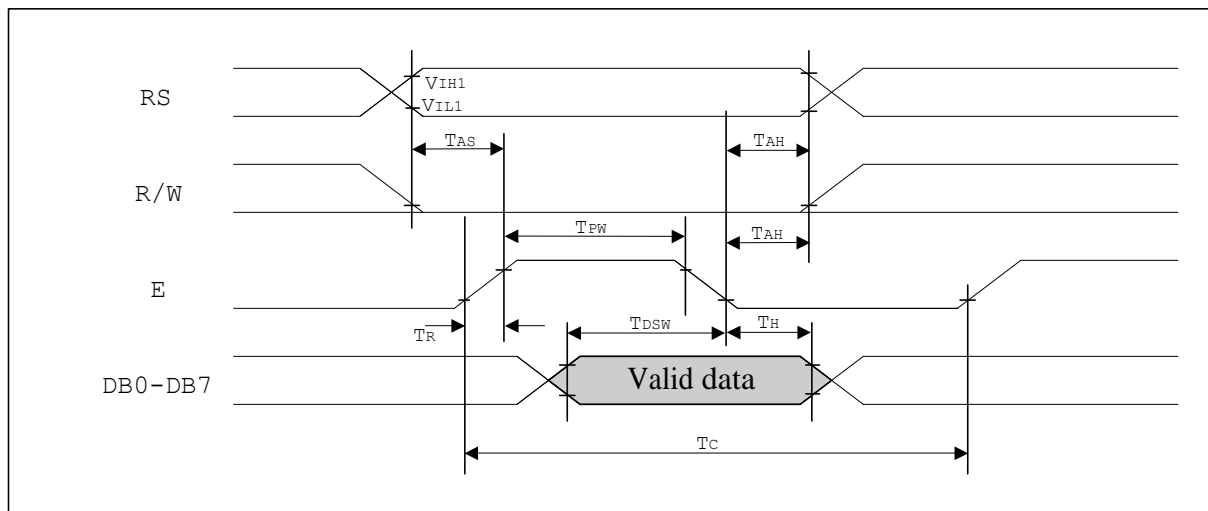 RS
VIH1
VIL1
TAS
TAH
R/W
TPW
TAH
E
TR
TDSW
TH
DB0-DB7
Valid data
TC